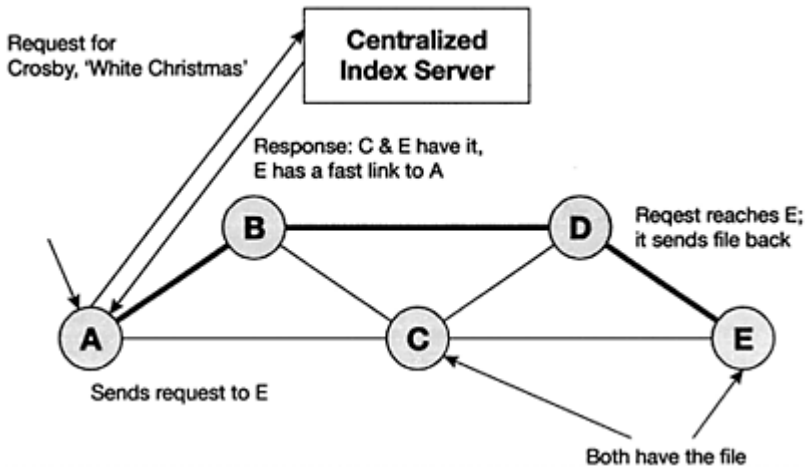 Request for
Crosby, ‘White Christmas’
Centralized
Index Server
Response: C & E have it,
E has a fast link to A
B
D
Reqest reaches E;
it sends file back
A
C
E
Sends request to E
Both have the file